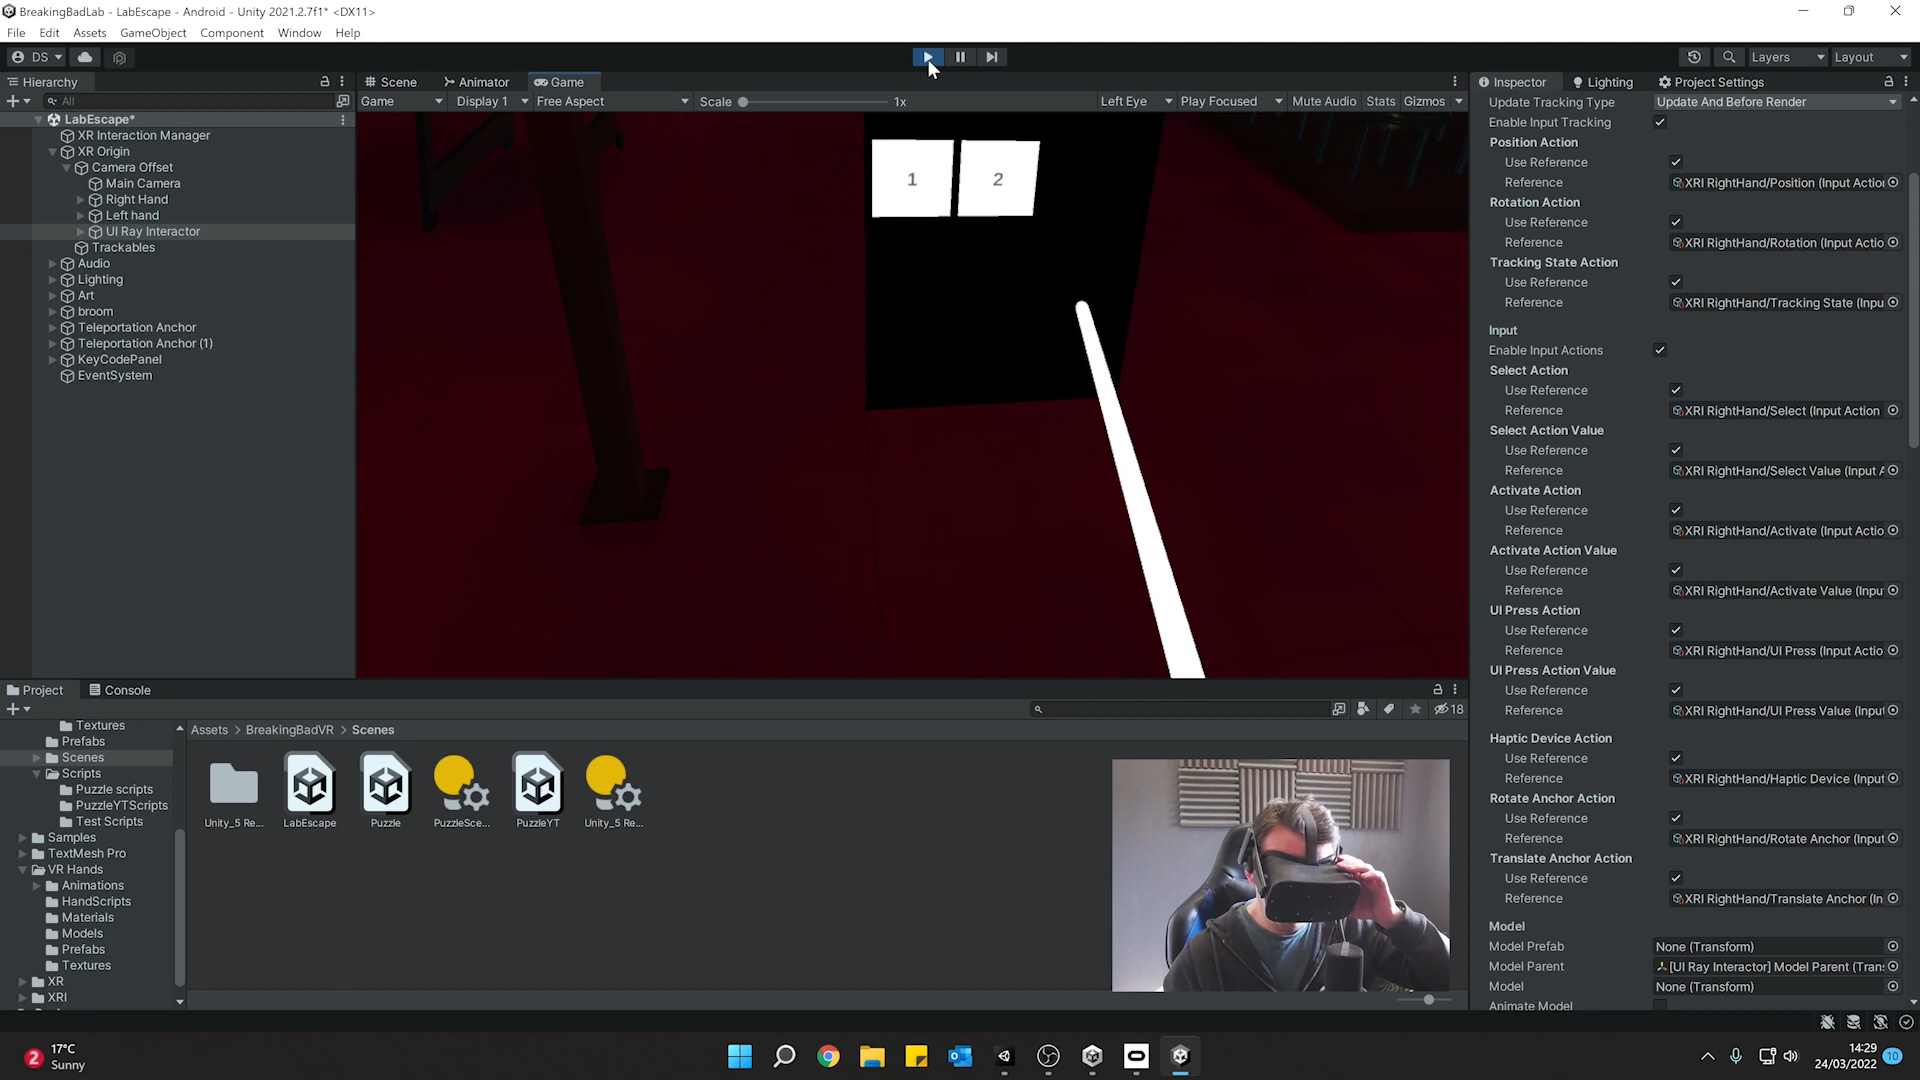 BreakingBadLab - LabEscape - Android - Unity 2021.2.7f1* <DX11>
File Edit Assets GameObject Component Window Help
DS Layers Layout
Hierarchy Scene Animator Game Inspector Lighting Project Settings
All Game Display 1 Free Aspect Scale 1x Left Eye Play Focused Mute Audio Stats Gizmos
LabEscape*
XR Interaction Manager
XR Origin
Camera Offset
Main Camera
Right Hand
Left hand
UI Ray Interactor
Trackables
Audio
Lighting
Art
broom
Teleportation Anchor
Teleportation Anchor (1)
KeyCodePanel
EventSystem
1 2
Update Tracking Type Update And Before Render
Enable Input Tracking
Position Action
Use Reference
Reference XRI RightHand/Position (Input Action
Rotation Action
Use Reference
Reference XRI RightHand/Rotation (Input Actio
Tracking State Action
Use Reference
Reference XRI RightHand/Tracking State (Inpu
Input
Enable Input Actions
Select Action
Use Reference
Reference XRI RightHand/Select (Input Action
Select Action Value
Use Reference
Reference XRI RightHand/Select Value (Input A
Activate Action
Use Reference
Reference XRI RightHand/Activate (Input Actio
Activate Action Value
Use Reference
Reference XRI RightHand/Activate Value (Inpu
UI Press Action
Use Reference
Reference XRI RightHand/UI Press (Input Actio
UI Press Action Value
Use Reference
Reference XRI RightHand/UI Press Value (Input
Haptic Device Action
Use Reference
Reference XRI RightHand/Haptic Device (Input
Rotate Anchor Action
Use Reference
Reference XRI RightHand/Rotate Anchor (Input
Translate Anchor Action
Use Reference
Reference XRI RightHand/Translate Anchor (In
Model
Model Prefab None (Transform)
Model Parent [UI Ray Interactor] Model Parent (Trans
Model None (Transform)
Animate Model
Project Console
18
Textures
Prefabs
Scenes
Scripts
Puzzle scripts
PuzzleYTScripts
Test Scripts
Samples
TextMesh Pro
VR Hands
Animations
HandScripts
Materials
Models
Prefabs
Textures
XR
XRI
Assets > BreakingBadVR > Scenes
Unity_5 Re... LabEscape Puzzle PuzzleSce... PuzzleYT Unity_5 Re...
2 17°C
Sunny
14:29
24/03/2022
10